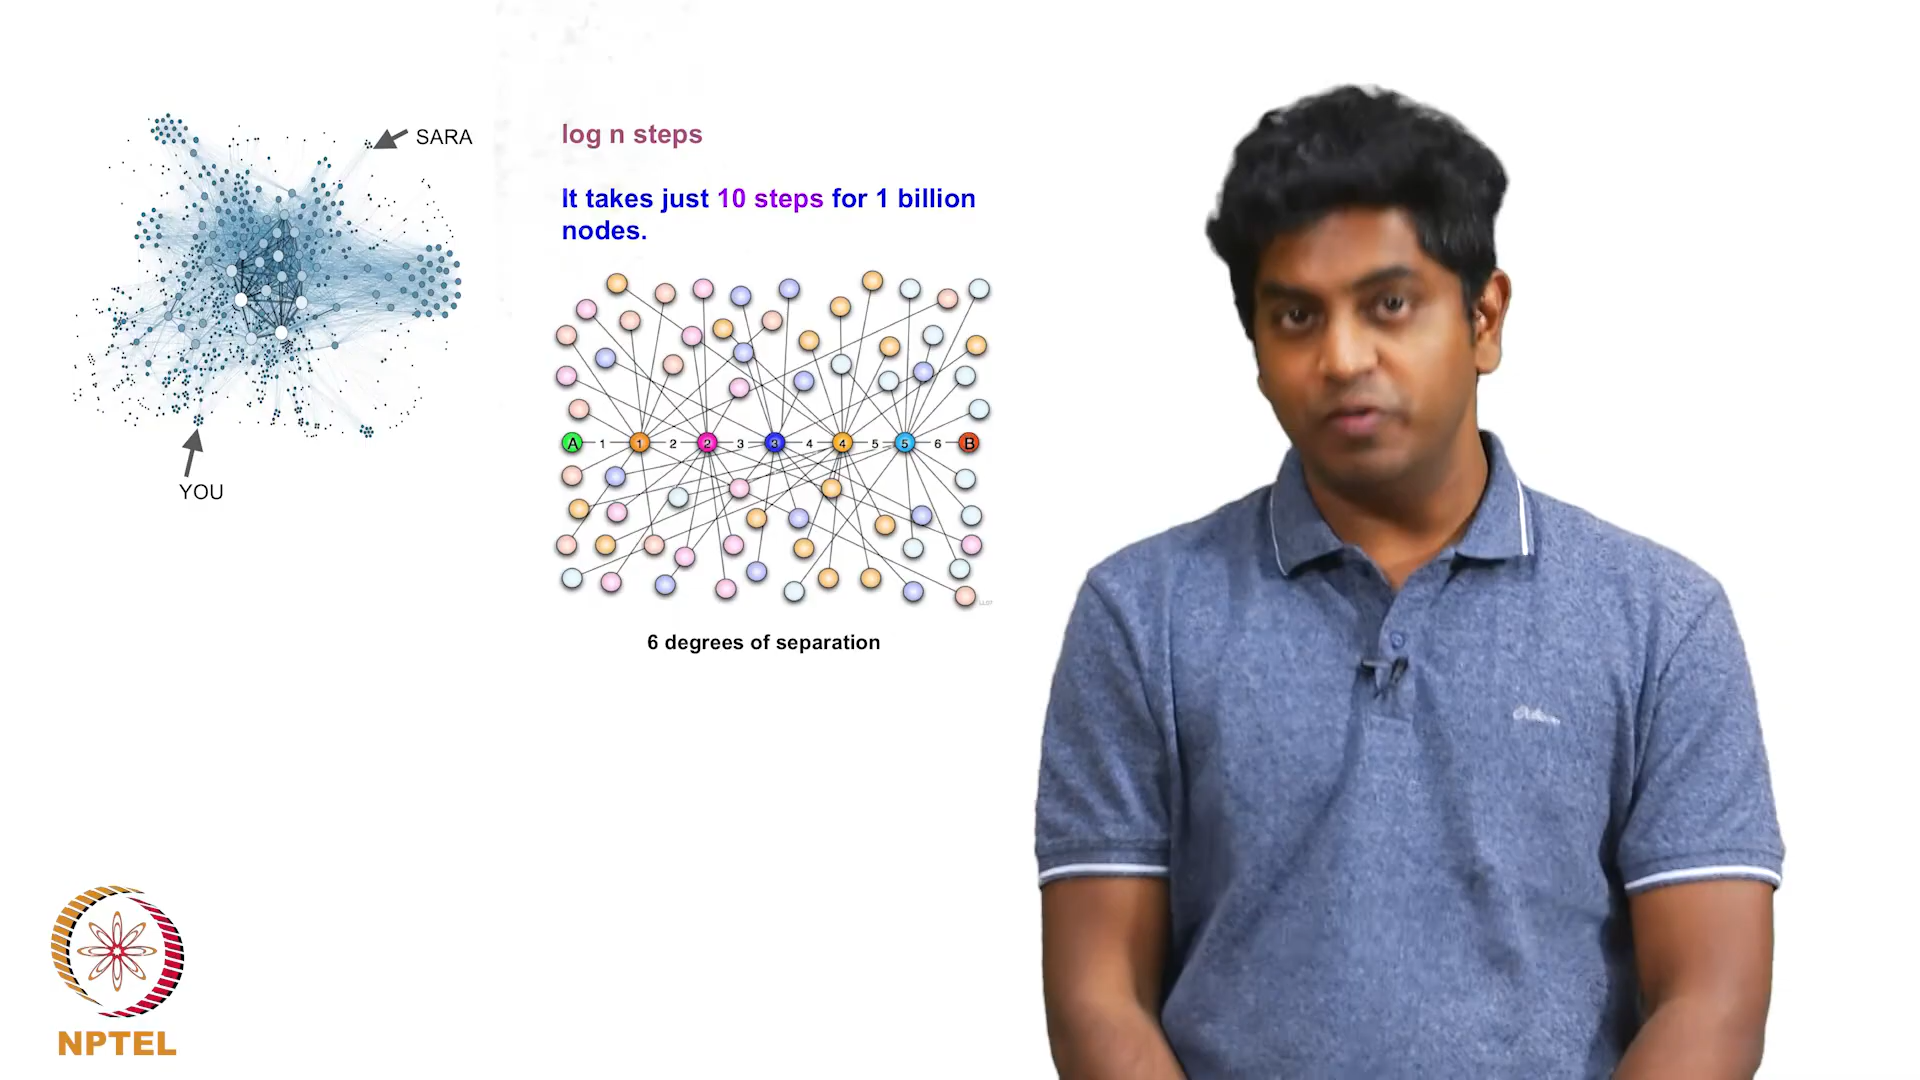 SARA
YOU
log n steps
It takes just 10 steps for 1 billion
nodes.
A 1 1 2 2 3 3 4 4 5 5 6 B
6 degrees of separation
NPTEL